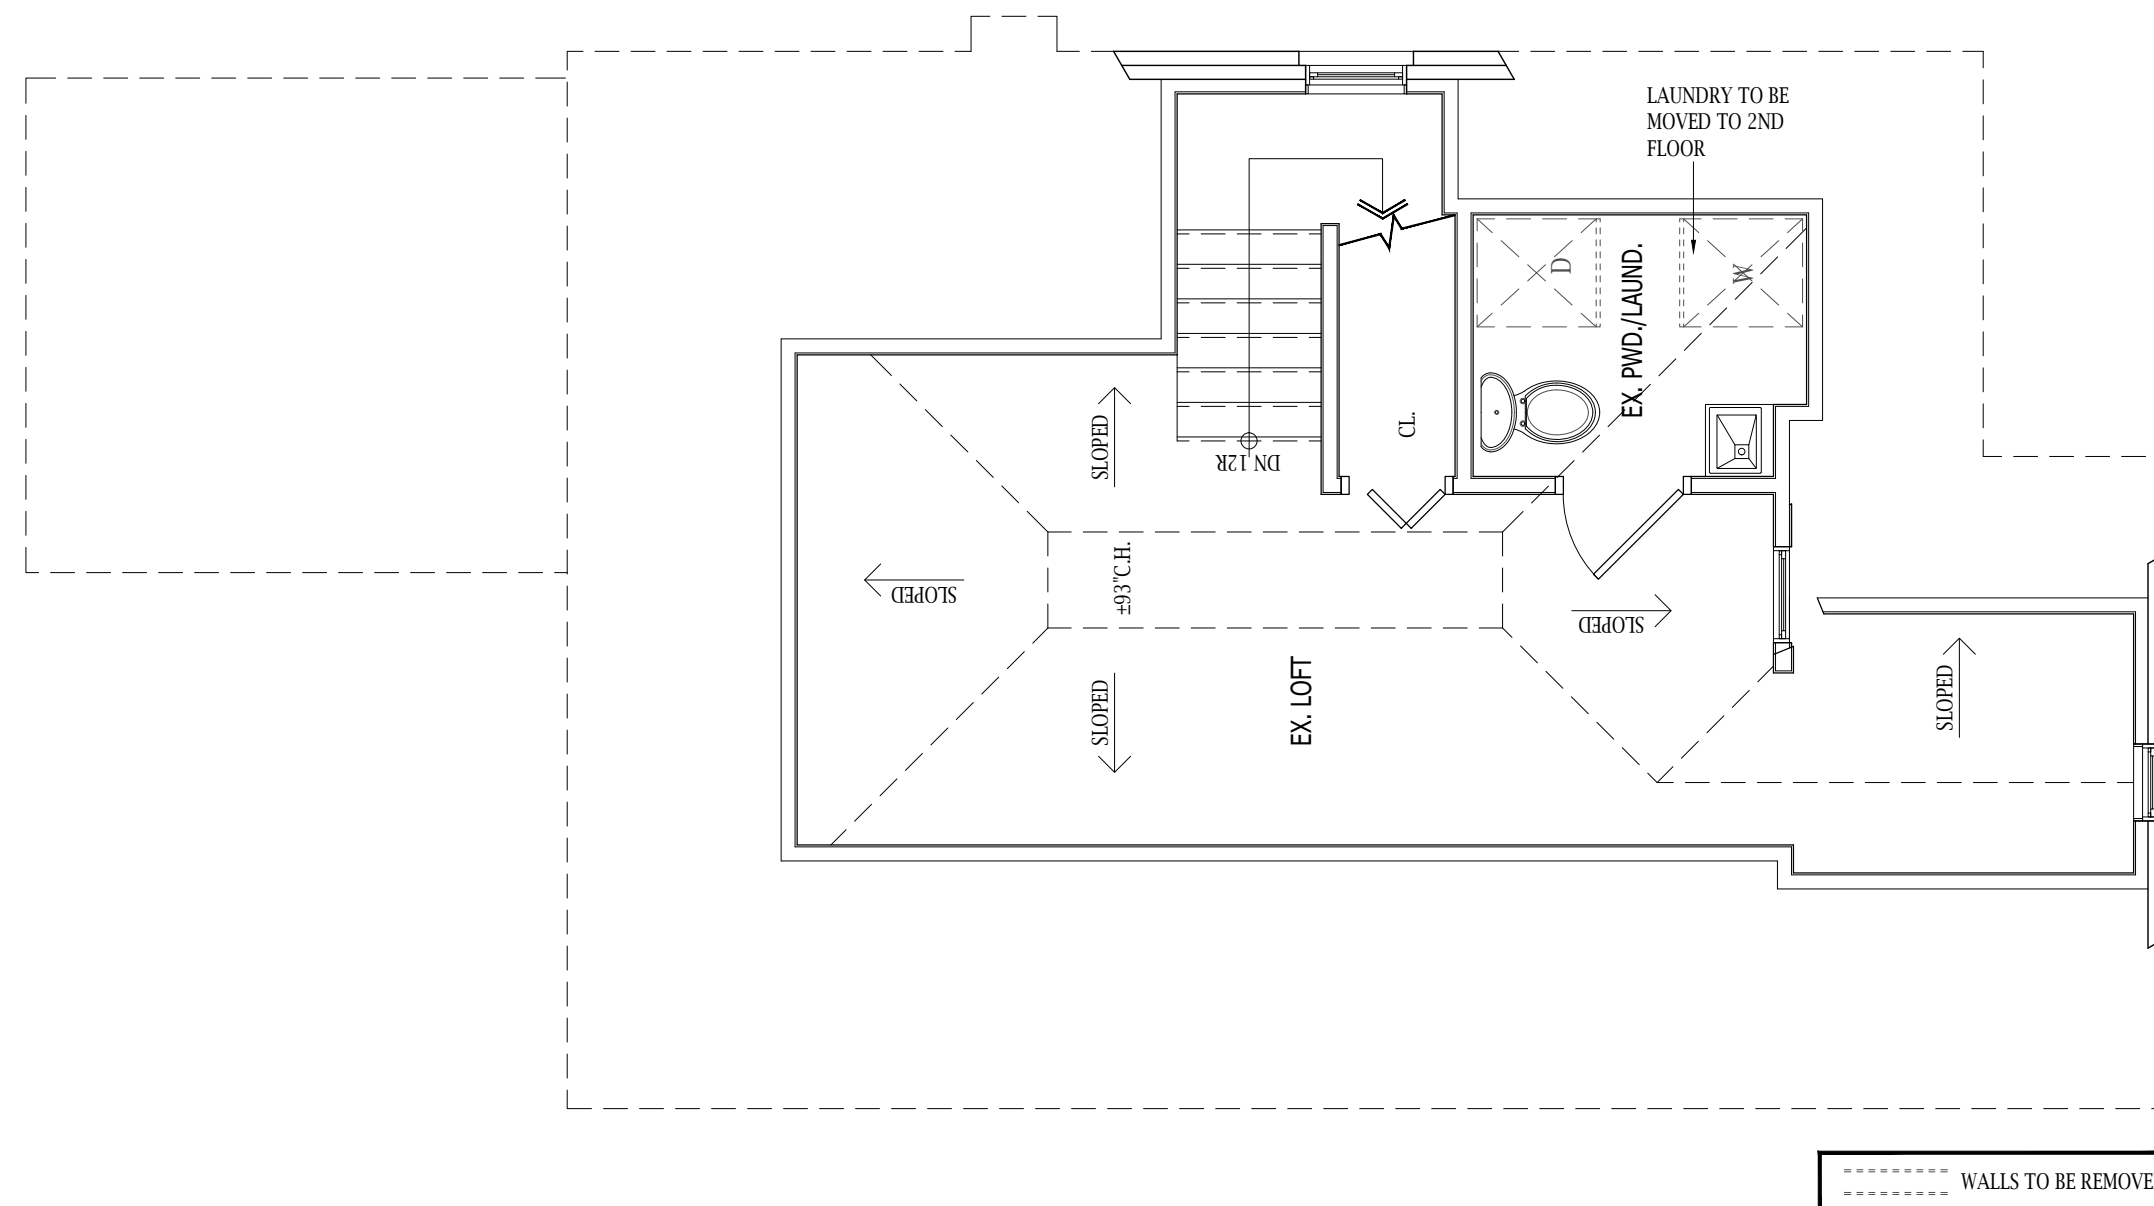 LAUNDRY TO BE
MOVED TO 2ND
FLOOR
D
W
EX. PWD./LAUND.
CL.
SLOPED
DN 12R
±93"C.H.
SLOPED
SLOPED
SLOPED
EX. LOFT
SLOPED
WALLS TO BE REMOVE